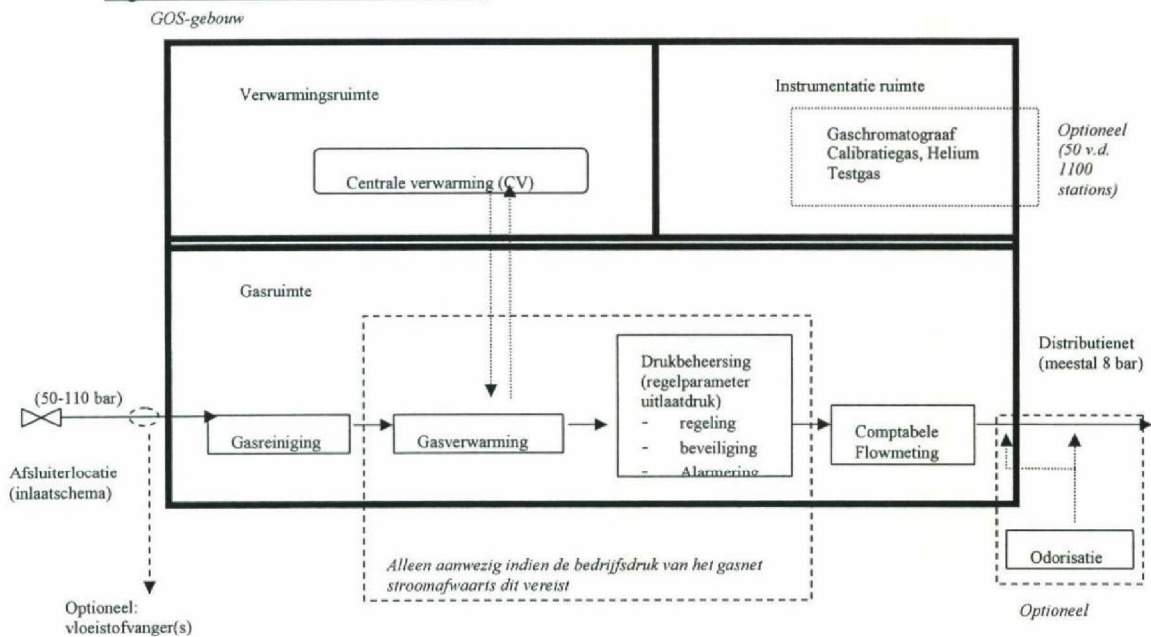 GOS-gebouw
Verwarmingsruimte
Instrumentatie ruimte
Gaschromatograaf
Calibratiegas, Helium
Testgas
Optioneel
(50 v.d.
1100
stations)
Centrale verwarming (CV)
Gasruimte
Drukbeheersing
(regelparameter
uitlaatdruk)
- regeling
- beveiliging
- Alarmering
Distributienet
(meestal 8 bar)
(50-110 bar)
Gasreiniging
Gasverwarming
Comptabele
Flowmeting
Afsluiterlocatie
(inlaatschema)
Odorisatie
Alleen aanwezig indien de bedrijfsdruk van het gasnet
stroomafwaarts dit vereist
Optioneel:
vloeistofvanger(s)
Optioneel